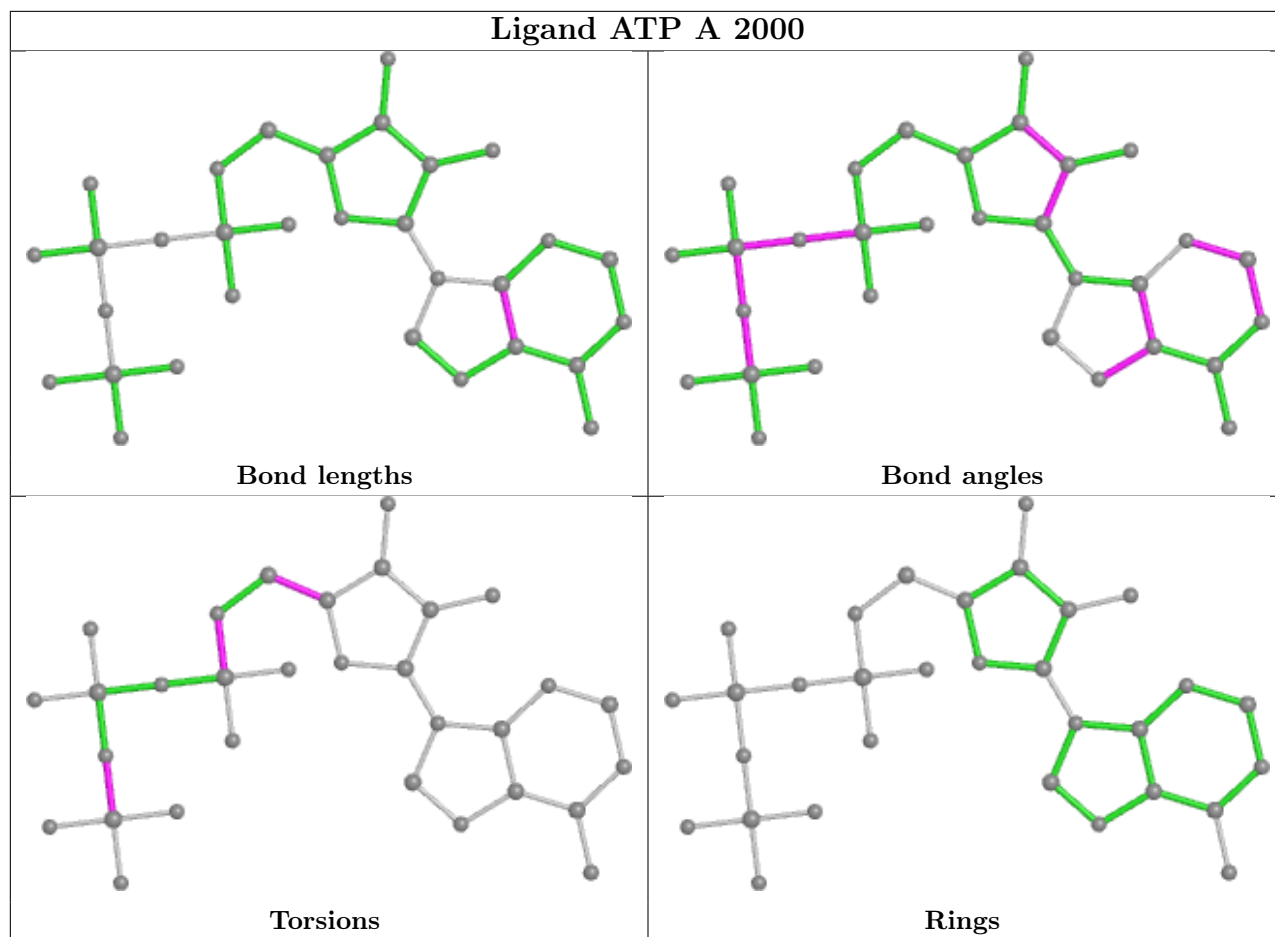 Ligand ATP A 2000
Bond lengths
Bond angles
Torsions
Rings